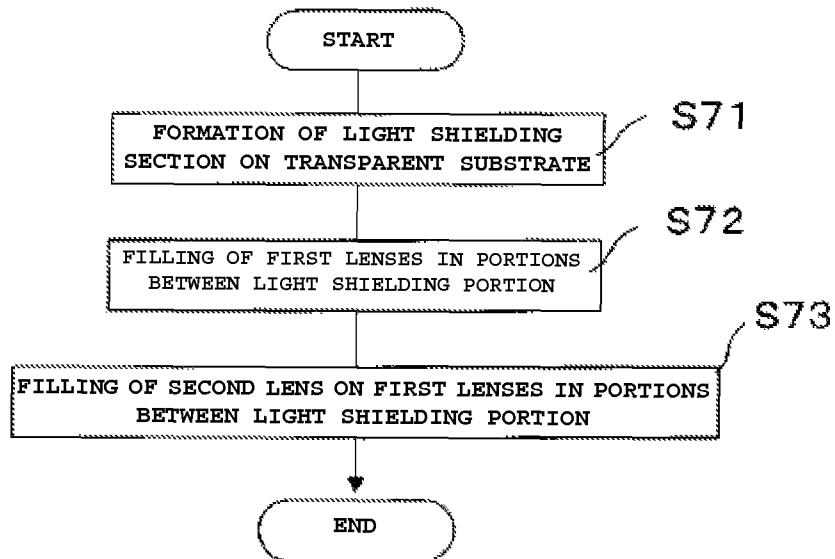 START
S71
FORMATION OF LIGHT SHIELDING
SECTION ON TRANSPARENT SUBSTRATE
S72
FILLING OF FIRST LENSES IN PORTIONS
BETWEEN LIGHT SHIELDING PORTION
S73
FILLING OF SECOND LENS ON FIRST LENSES IN PORTIONS
BETWEEN LIGHT SHIELDING PORTION
END